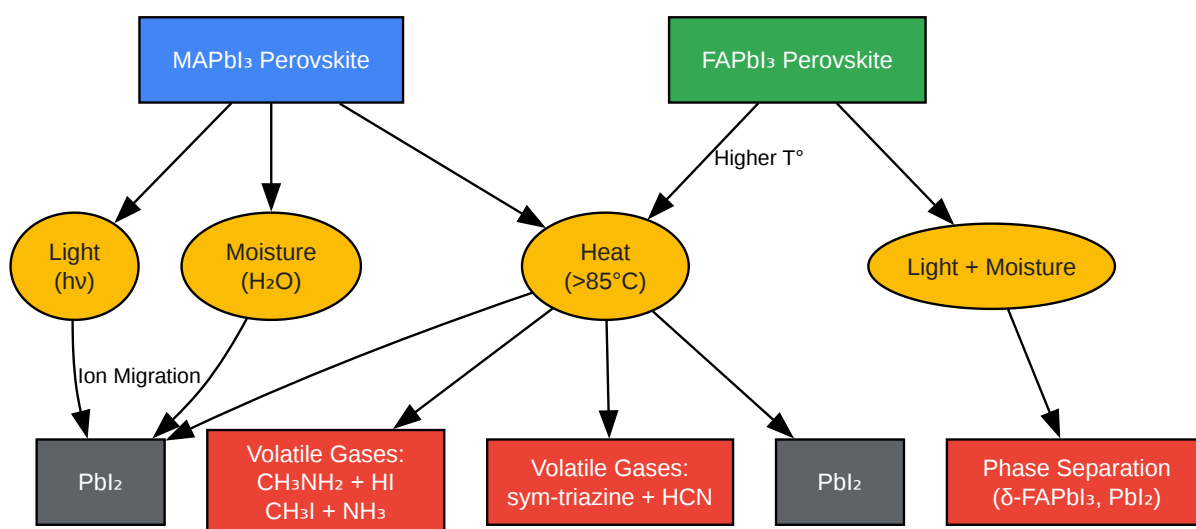 MAPbI₃ Perovskite
FAPbI₃ Perovskite
Higher T°
Light
(hν)
Moisture
(H₂O)
Heat
(>85°C)
Light + Moisture
Ion Migration
PbI₂
Volatile Gases:
CH₃NH₂ + HI
CH₃I + NH₃
Volatile Gases:
sym-triazine + HCN
PbI₂
Phase Separation
(δ-FAPbI₃, PbI₂)